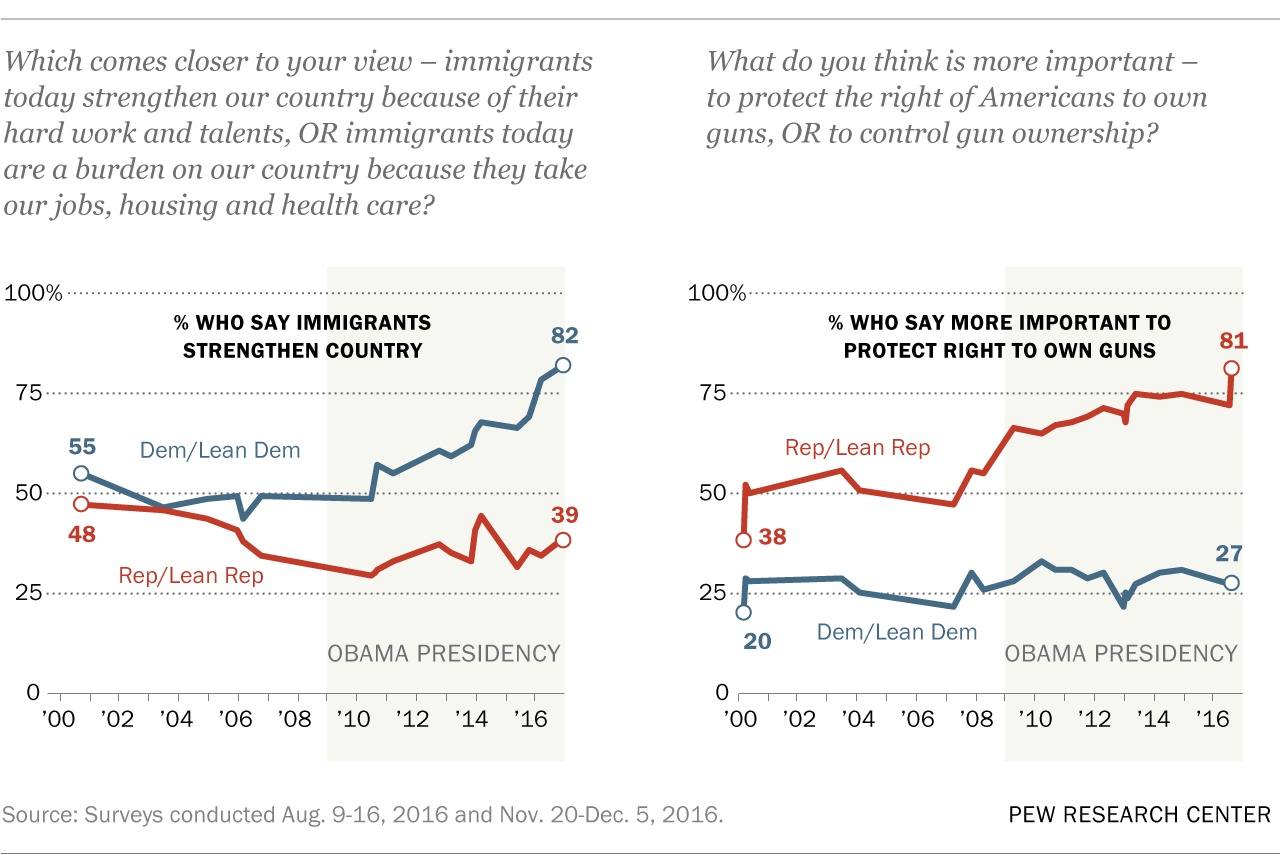 Which comes closer to your view – immigrants
today strengthen our country because of their
hard work and talents, OR immigrants today
are a burden on our country because they take
our jobs, housing and health care?
What do you think is more important –
to protect the right of Americans to own
guns, OR to control gun ownership?
100%
% WHO SAY IMMIGRANTS
STRENGTHEN COUNTRY
82
75
55
Dem/Lean Dem
50
48
39
Rep/Lean Rep
25
OBAMA PRESIDENCY
0
’00 ’02 ’04 ’06 ’08 ’10 ’12 ’14 ’16
100%
% WHO SAY MORE IMPORTANT TO
PROTECT RIGHT TO OWN GUNS
81
75
Rep/Lean Rep
50
38
27
25
20
Dem/Lean Dem
OBAMA PRESIDENCY
0
’00 ’02 ’04 ’06 ’08 ’10 ’12 ’14 ’16
Source: Surveys conducted Aug. 9-16, 2016 and Nov. 20-Dec. 5, 2016.
PEW RESEARCH CENTER